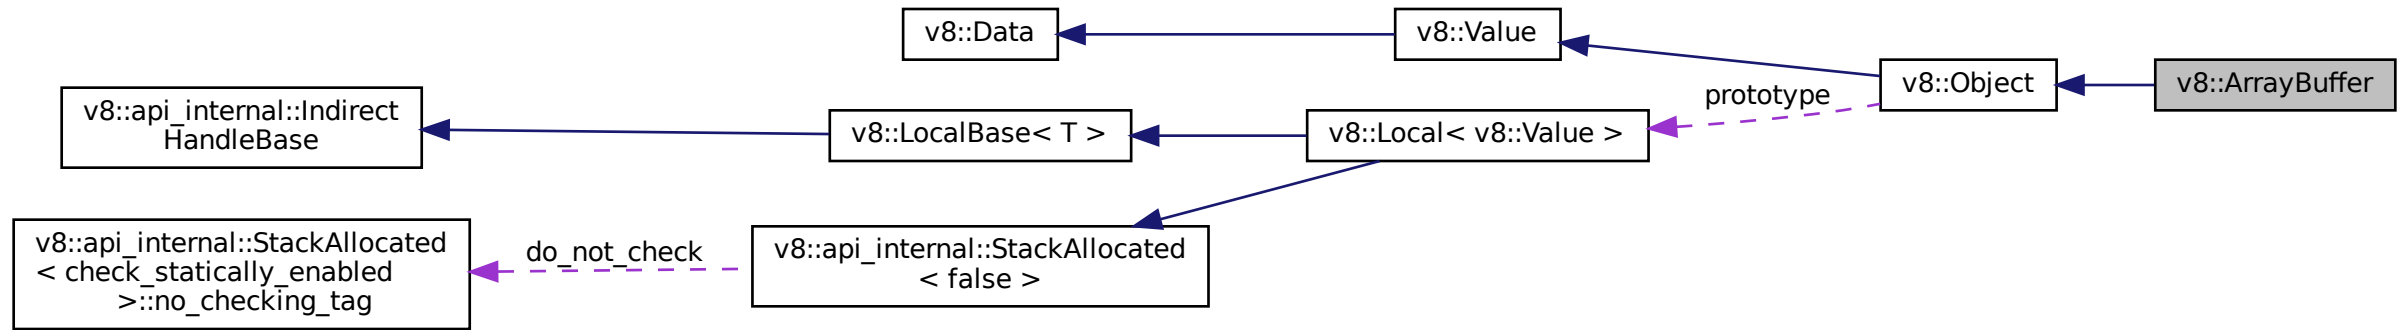 v8::Data
v8::Value
v8::Object
v8::ArrayBuffer
prototype
v8::api_internal::Indirect
HandleBase
v8::LocalBase< T >
v8::Local< v8::Value >
v8::api_internal::StackAllocated
< check_statically_enabled
>::no_checking_tag
do_not_check
v8::api_internal::StackAllocated
< false >